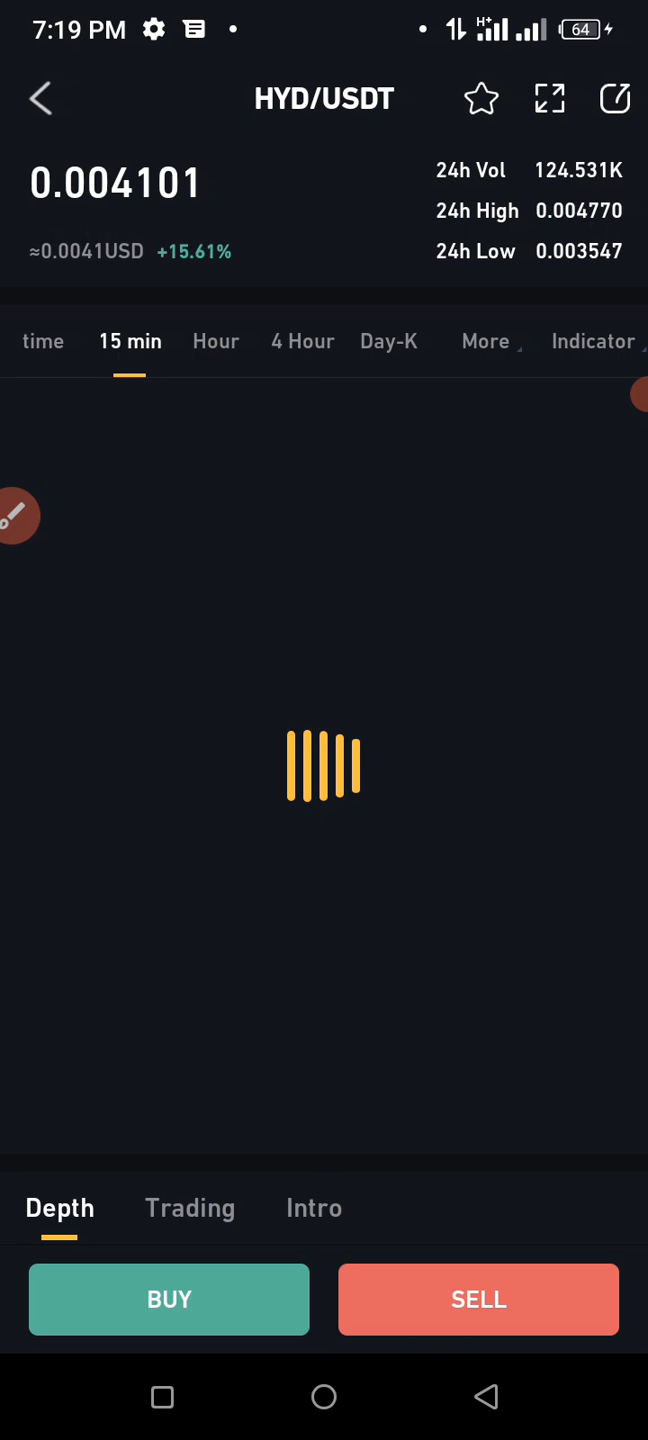 7:19 PM
H+
64
HYD/USDT
0.004101
24h Vol 124.531K
24h High 0.004770
≈0.0041USD +15.61%
24h Low 0.003547
time 15 min Hour 4 Hour Day-K More Indicator
Depth Trading Intro
BUY SELL